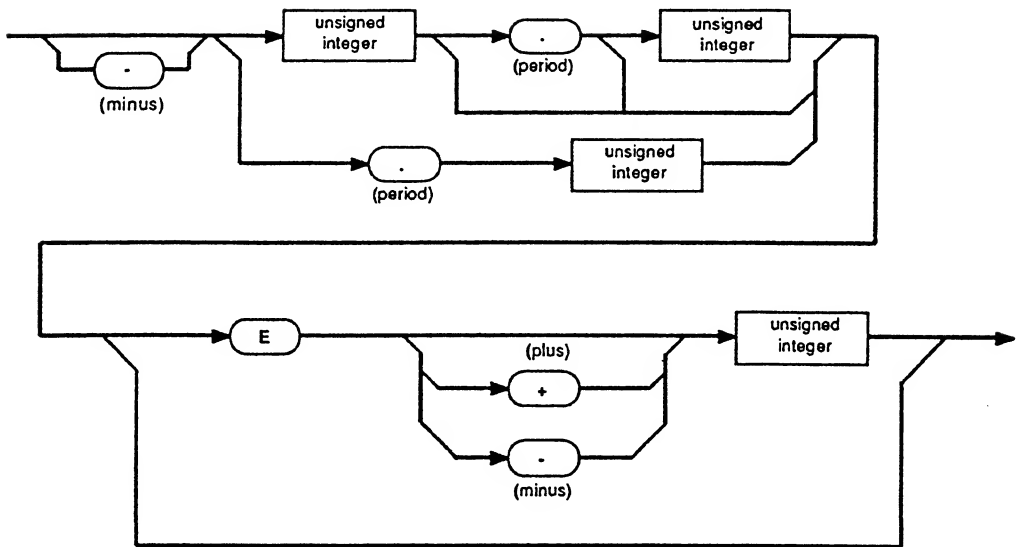 unsigned
integer
.
(period)
unsigned
integer
-
(minus)
.
(period)
unsigned
integer
E
(plus)
+
-
(minus)
unsigned
integer